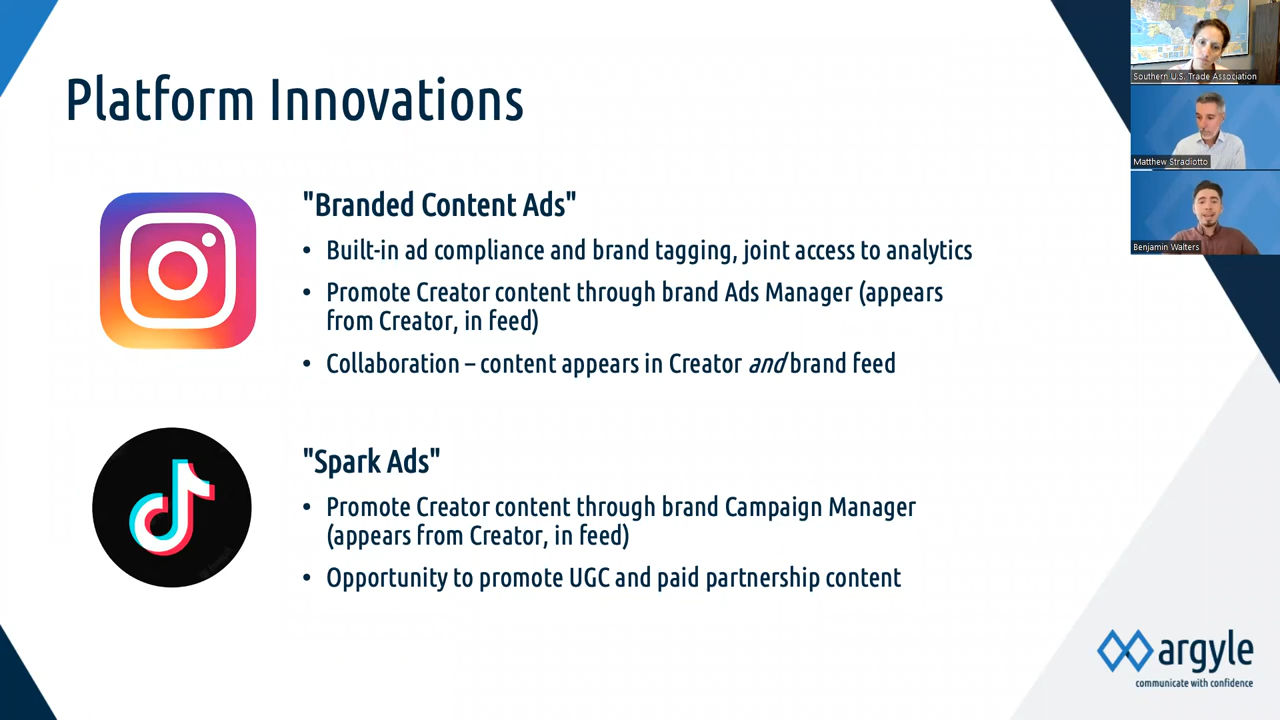 Platform Innovations
"Branded Content Ads"
• Built-in ad compliance and brand tagging, joint access to analytics
• Promote Creator content through brand Ads Manager (appears
from Creator, in feed)
• Collaboration – content appears in Creator and brand feed
"Spark Ads"
• Promote Creator content through brand Campaign Manager
(appears from Creator, in feed)
• Opportunity to promote UGC and paid partnership content
Southern U.S. Trade Association
Matthew Stradiotto
Benjamin Walters
argyle
communicate with confidence